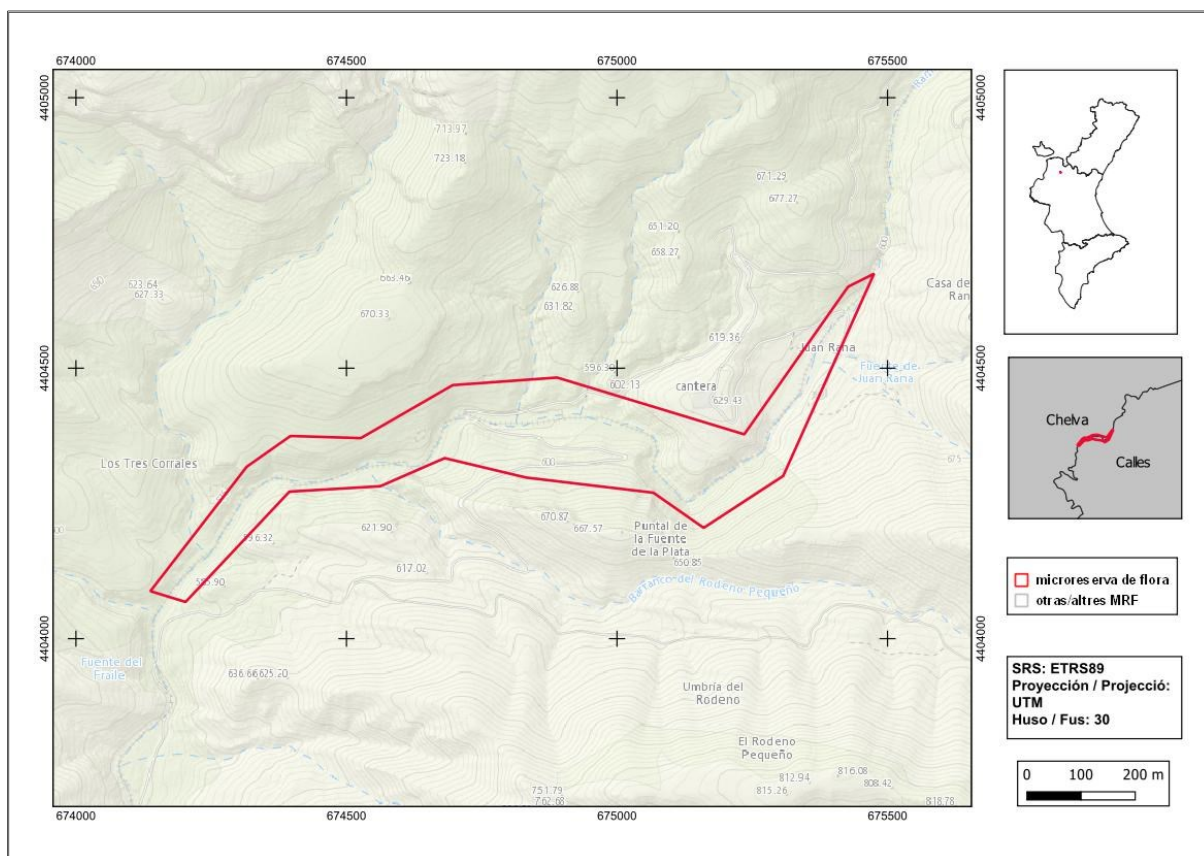 674000
674500
675000
675500
4405000
4405000
713.97
723.18
671.29
677.27
651.20
658.27
623.64
627.33
663.46
626.88
631.82
670.33
619.36
Casa de
Ran
Juan Rana
Fuente de
Juan Rana
4404500
4404500
602.13
cantera
629.43
Los Tres Corrales
600
675
621.90
670.87
667.57
Puntal de
la Fuente
de la Plata
650.85
617.02
Barranco del Rodeno Pequeño
4404000
4404000
Fuente del
Fraile
625.20
Umbría del
Rodeno
El Rodeno
Pequeño
812.94
816.08
815.26
808.42
751.79
762.68
818.78
674000
674500
675000
675500
Chelva
Calles
microreserva de flora
otras/altres MRF
SRS: ETRS89
Proyección / Projecció:
UTM
Huso / Fus: 30
0 100 200 m